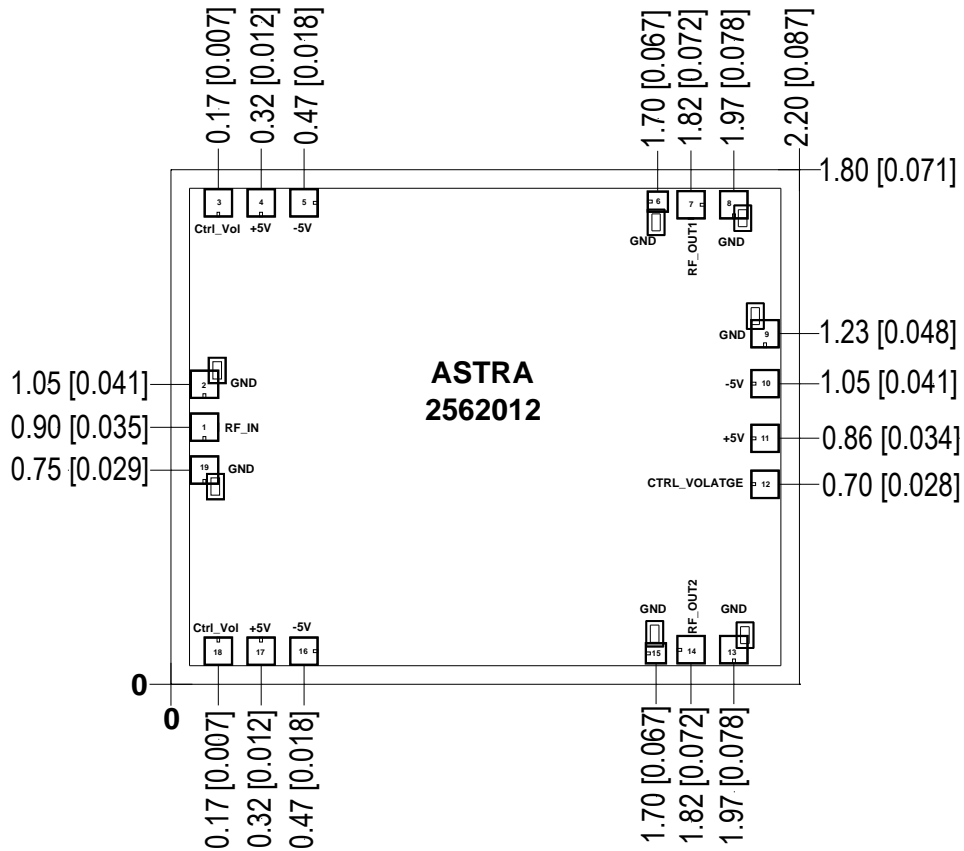 0.17 [0.007]
0.32 [0.012]
0.47 [0.018]
1.70 [0.067]
1.82 [0.072]
1.97 [0.078]
2.20 [0.087]
1.80 [0.071]
3
4
5
6
7
8
Ctrl_Vol
+5V
-5V
GND
RF_OUT1
GND
GND
9
1.23 [0.048]
1.05 [0.041]
2
GND
ASTRA
2562012
-5V
10
1.05 [0.041]
0.90 [0.035]
1
RF_IN
+5V
11
0.86 [0.034]
0.75 [0.029]
19
GND
CTRL_VOLATGE
12
0.70 [0.028]
Ctrl_Vol
+5V
-5V
GND
RF_OUT2
GND
18
17
16
15
14
13
0
0
0.17 [0.007]
0.32 [0.012]
0.47 [0.018]
1.70 [0.067]
1.82 [0.072]
1.97 [0.078]